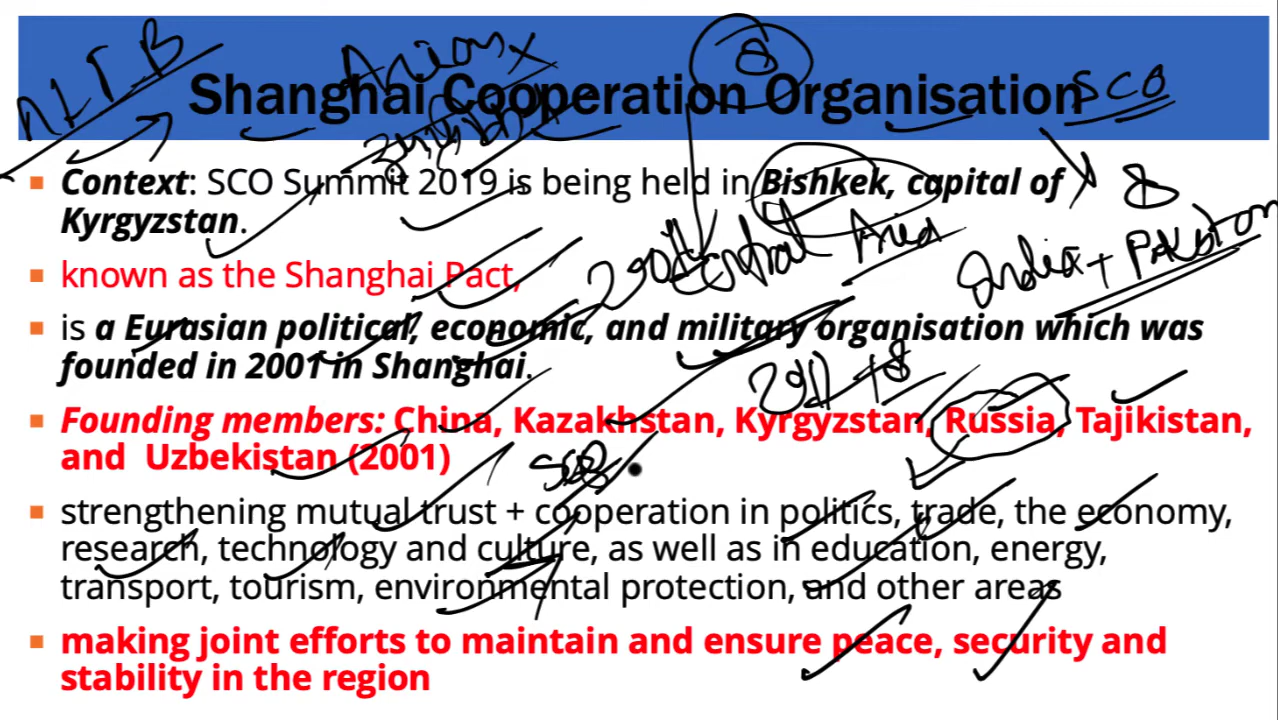 Shanghai Cooperation Organisation
SCO
8
8
Context: SCO Summit 2019 is being held in Bishkek, capital of
Kyrgyzstan.
Central Asia
India + Pakistan
known as the Shanghai Pact,
is a Eurasian political, economic, and military organisation which was
founded in 2001 in Shanghai.
Founding members: China, Kazakhstan, Kyrgyzstan, Russia, Tajikistan,
and Uzbekistan (2001)
strengthening mutual trust + cooperation in politics, trade, the economy,
research, technology and culture, as well as in education, energy,
transport, tourism, environmental protection, and other areas
making joint efforts to maintain and ensure peace, security and
stability in the region